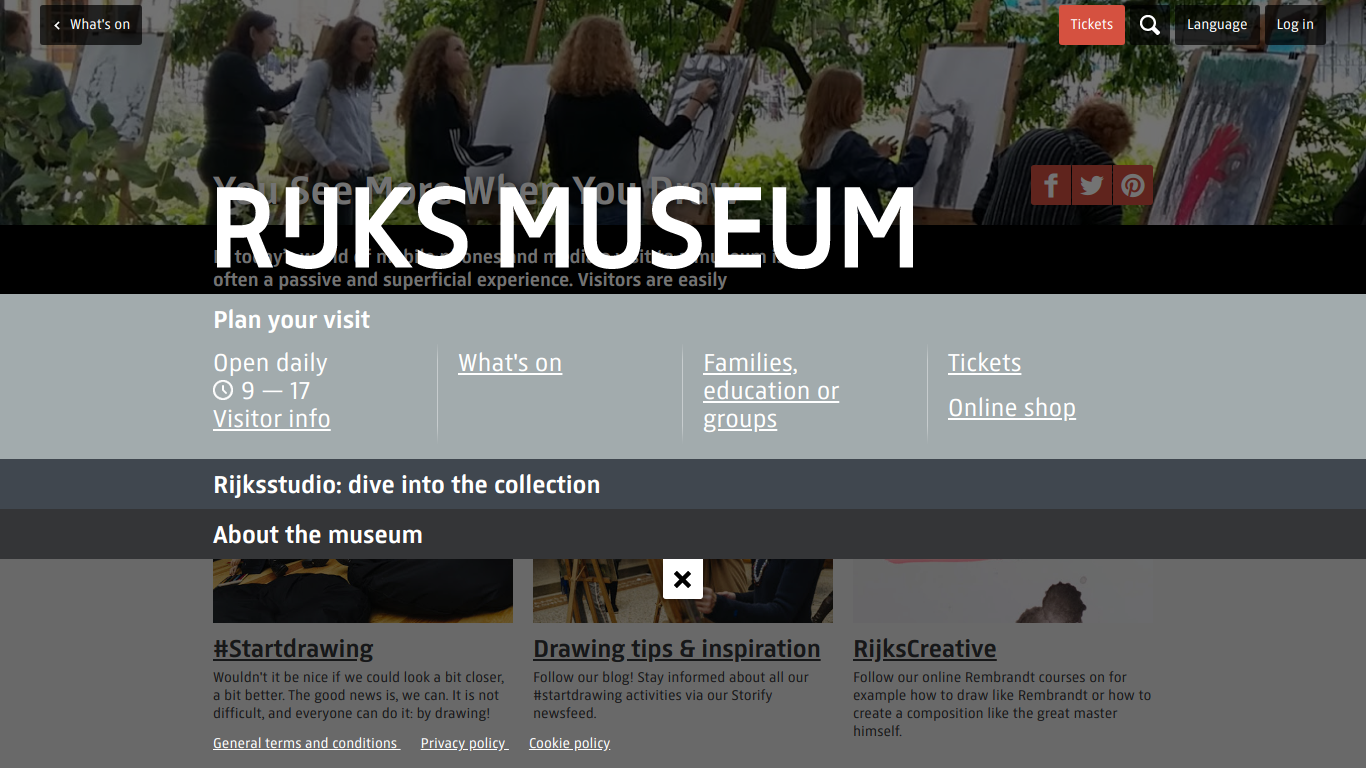 What's on
Tickets
Language
Log in
You See More When You Draw
RIJKS MUSEUM
often a passive and superficial experience. Visitors are easily
Plan your visit
Open daily
9 — 17
Visitor info
What's on
Families,
education or
groups
Tickets
Online shop
Rijksstudio: dive into the collection
About the museum
#Startdrawing
Wouldn't it be nice if we could look a bit closer,
a bit better. The good news is, we can. It is not
difficult, and everyone can do it: by drawing!
Drawing tips & inspiration
Follow our blog! Stay informed about all our
#startdrawing activities via our Storify
newsfeed.
RijksCreative
Follow our online Rembrandt courses on for
example how to draw like Rembrandt or how to
create a composition like the great master
himself.
General terms and conditions
Privacy policy
Cookie policy